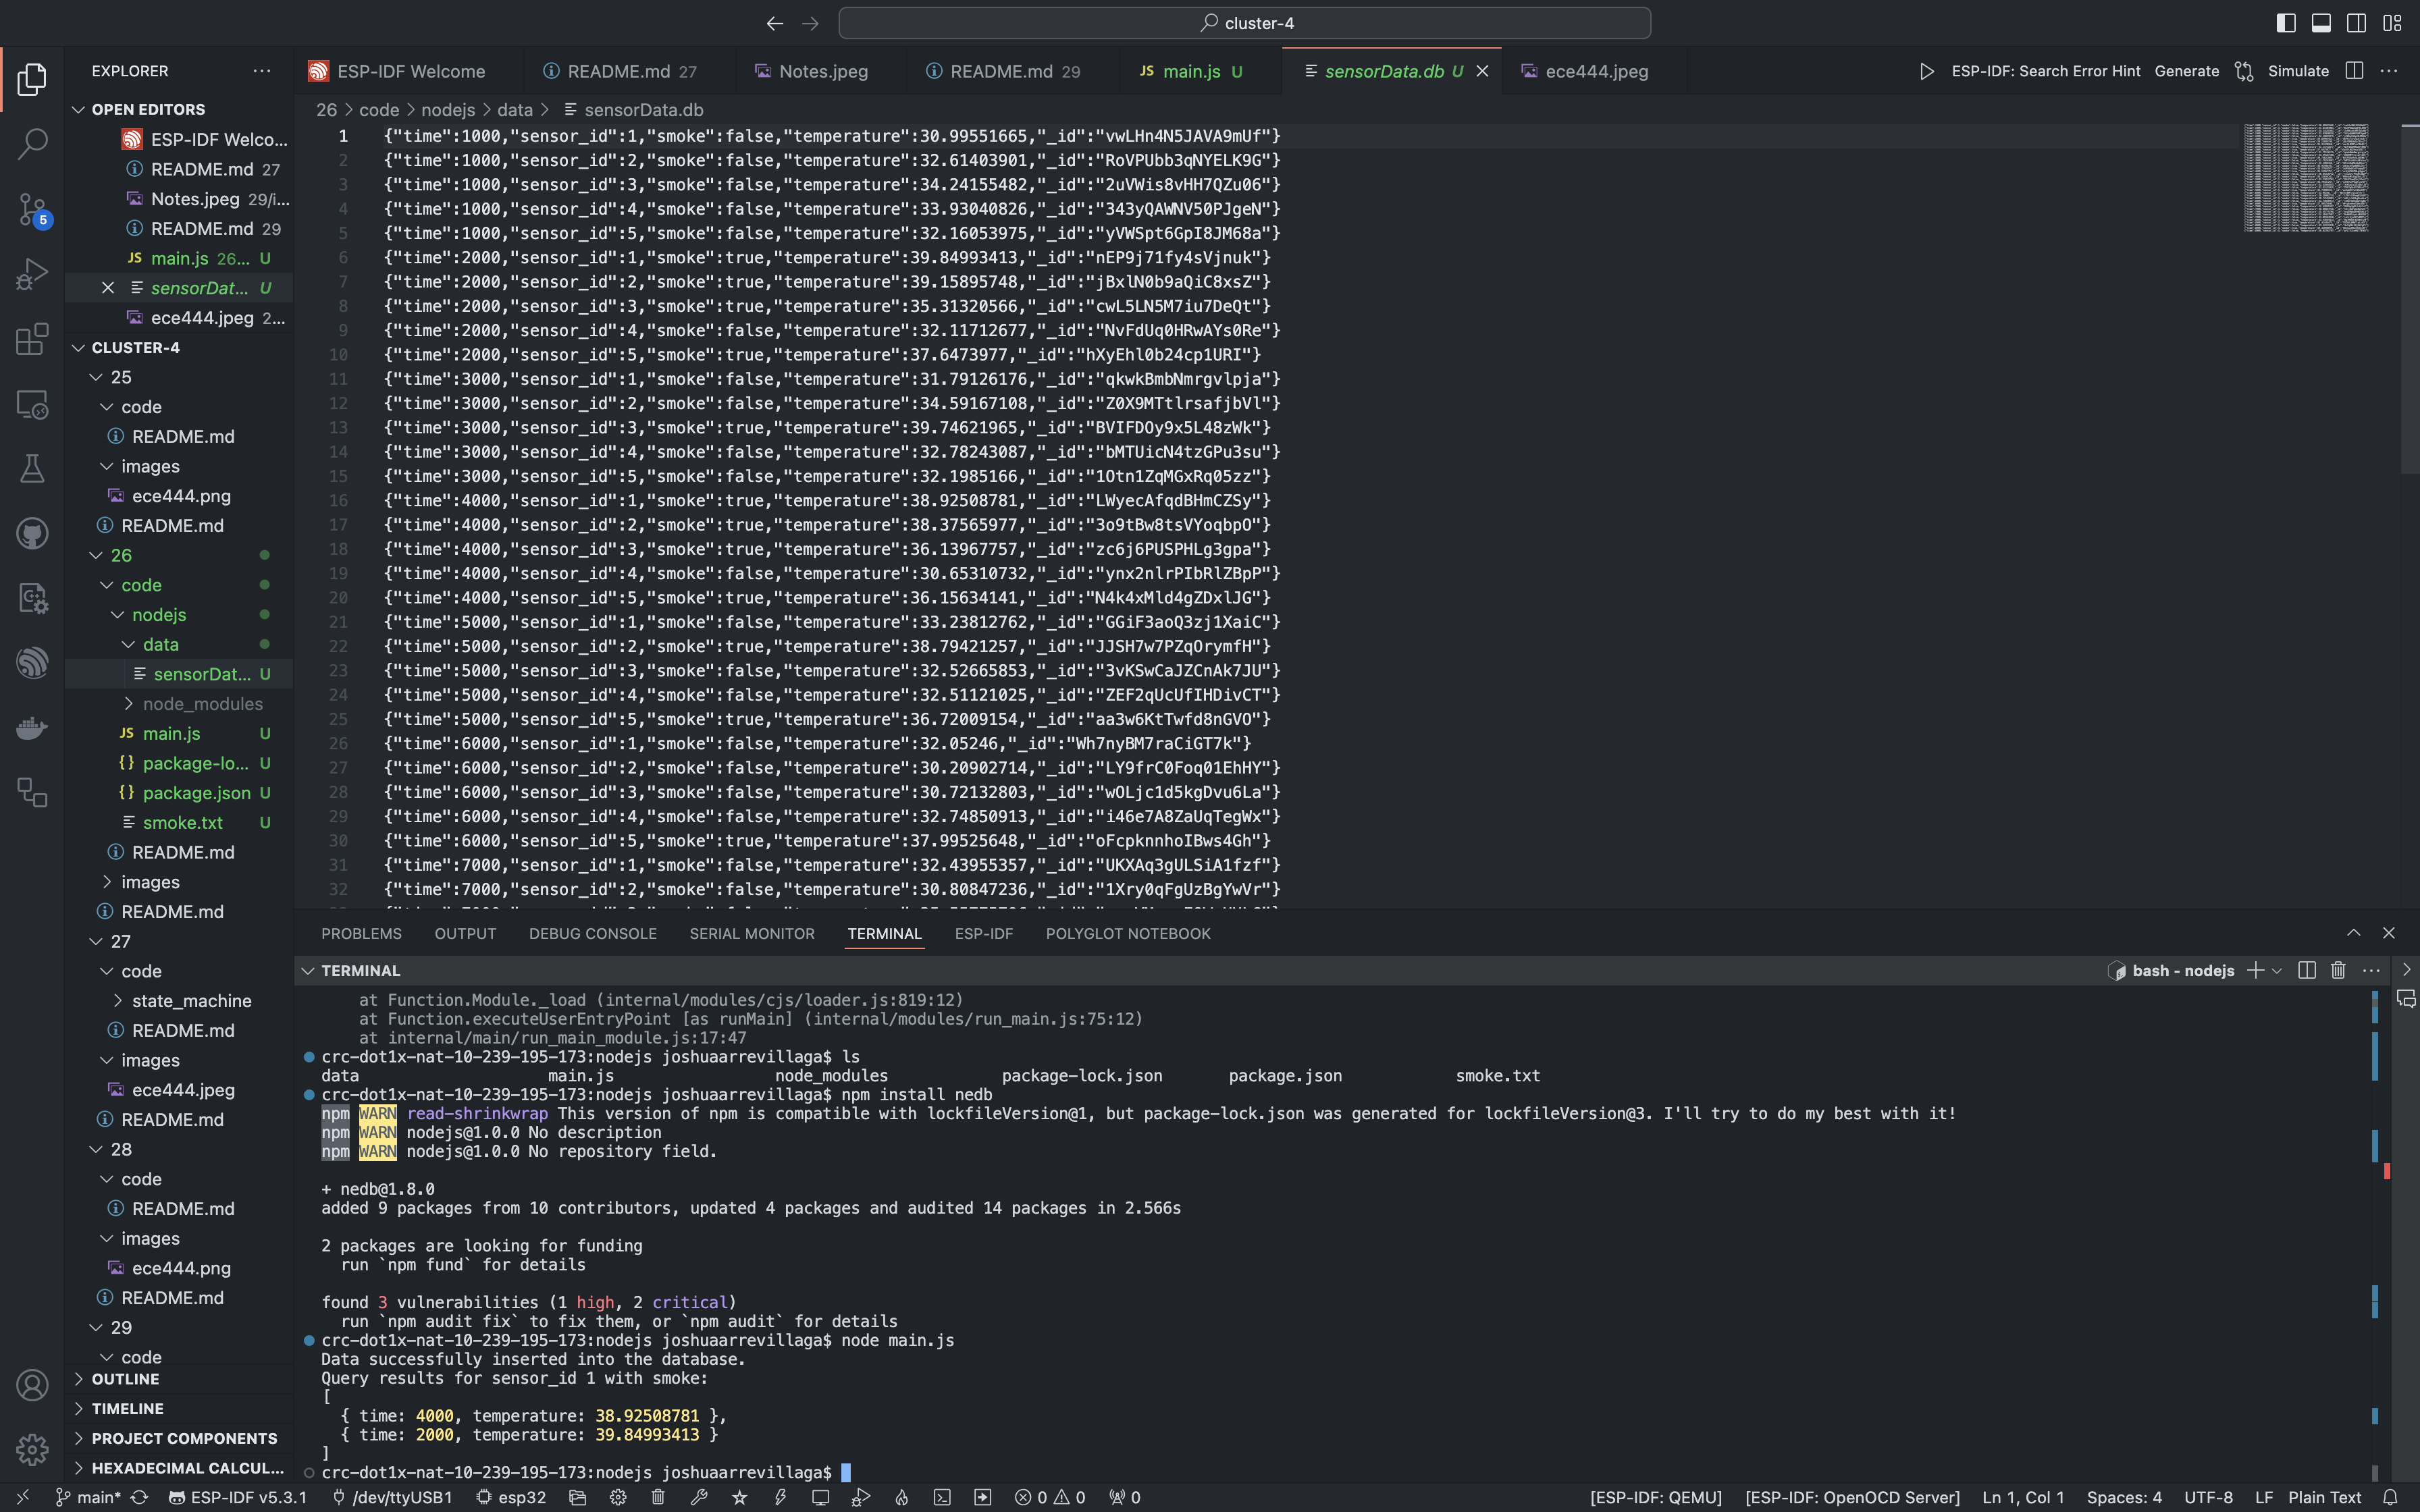 cluster-4
EXPLORER
ESP-IDF Welcome
README.md 27
Notes.jpeg
README.md 29
JS main.js U
sensorData.db U
ece444.jpeg
ESP-IDF: Search Error Hint
Generate
Simulate
OPEN EDITORS
ESP-IDF Welco...
README.md 27
Notes.jpeg 29/i...
README.md 29
JS main.js 26... U
sensorDat... U
ece444.jpeg 2...
CLUSTER-4
25
code
README.md
images
ece444.png
README.md
26
code
nodejs
data
sensorDat... U
node_modules
JS main.js U
{} package-lo... U
{} package.json U
smoke.txt U
README.md
images
README.md
27
code
state_machine
README.md
images
ece444.jpeg
README.md
28
code
README.md
images
ece444.png
README.md
29
code
OUTLINE
TIMELINE
PROJECT COMPONENTS
HEXADECIMAL CALCUL...
5
26 > code > nodejs > data > sensorData.db
1 {"time":1000,"sensor_id":1,"smoke":false,"temperature":30.99551665,"_id":"vwLHn4N5JAVA9mUf"}
2 {"time":1000,"sensor_id":2,"smoke":false,"temperature":32.61403901,"_id":"RoVPUbb3qNYELK9G"}
3 {"time":1000,"sensor_id":3,"smoke":false,"temperature":34.24155482,"_id":"2uVWis8vHH7QZu06"}
4 {"time":1000,"sensor_id":4,"smoke":false,"temperature":33.93040826,"_id":"343yQAWNV50PJgeN"}
5 {"time":1000,"sensor_id":5,"smoke":false,"temperature":32.16053975,"_id":"yVWSpt6GpI8JM68a"}
6 {"time":2000,"sensor_id":1,"smoke":true,"temperature":39.84993413,"_id":"nEP9j71fy4sVjnuk"}
7 {"time":2000,"sensor_id":2,"smoke":true,"temperature":39.15895748,"_id":"jBxlN0b9aQiC8xsZ"}
8 {"time":2000,"sensor_id":3,"smoke":true,"temperature":35.31320566,"_id":"cwL5LN5M7iu7DeQt"}
9 {"time":2000,"sensor_id":4,"smoke":false,"temperature":32.11712677,"_id":"NvFdUq0HRwAYs0Re"}
10 {"time":2000,"sensor_id":5,"smoke":true,"temperature":37.6473977,"_id":"hXyEhl0b24cp1URI"}
11 {"time":3000,"sensor_id":1,"smoke":false,"temperature":31.79126176,"_id":"qkwkBmbNmrgvlpja"}
12 {"time":3000,"sensor_id":2,"smoke":false,"temperature":34.59167108,"_id":"Z0X9MTtlrsafjbVl"}
13 {"time":3000,"sensor_id":3,"smoke":true,"temperature":39.74621965,"_id":"BVIFDOy9x5L48zWk"}
14 {"time":3000,"sensor_id":4,"smoke":false,"temperature":32.78243087,"_id":"bMTUicN4tzGPu3su"}
15 {"time":3000,"sensor_id":5,"smoke":false,"temperature":32.1985166,"_id":"1Otn1ZqMGxRq05zz"}
16 {"time":4000,"sensor_id":1,"smoke":true,"temperature":38.92508781,"_id":"LWyecAfqdBHmCZSy"}
17 {"time":4000,"sensor_id":2,"smoke":true,"temperature":38.37565977,"_id":"3o9tBw8tsVYoqbpO"}
18 {"time":4000,"sensor_id":3,"smoke":true,"temperature":36.13967757,"_id":"zc6j6PUSPHLg3gpa"}
19 {"time":4000,"sensor_id":4,"smoke":false,"temperature":30.65310732,"_id":"ynx2nlrPIbRlZBpP"}
20 {"time":4000,"sensor_id":5,"smoke":true,"temperature":36.15634141,"_id":"N4k4xMld4gZDxlJG"}
21 {"time":5000,"sensor_id":1,"smoke":false,"temperature":33.23812762,"_id":"GGiF3aoQ3zj1XaiC"}
22 {"time":5000,"sensor_id":2,"smoke":true,"temperature":38.79421257,"_id":"JJSH7w7PZqOrymfH"}
23 {"time":5000,"sensor_id":3,"smoke":false,"temperature":32.52665853,"_id":"3vKSwCaJZCnAk7JU"}
24 {"time":5000,"sensor_id":4,"smoke":false,"temperature":32.51121025,"_id":"ZEF2qUcUfIHDivCT"}
25 {"time":5000,"sensor_id":5,"smoke":true,"temperature":36.72009154,"_id":"aa3w6KtTwfd8nGVO"}
26 {"time":6000,"sensor_id":1,"smoke":false,"temperature":32.05246,"_id":"Wh7nyBM7raCiGT7k"}
27 {"time":6000,"sensor_id":2,"smoke":false,"temperature":30.20902714,"_id":"LY9frC0Foq01EhHY"}
28 {"time":6000,"sensor_id":3,"smoke":false,"temperature":30.72132803,"_id":"wOLjc1d5kgDvu6La"}
29 {"time":6000,"sensor_id":4,"smoke":false,"temperature":32.74850913,"_id":"i46e7A8ZaUqTegWx"}
30 {"time":6000,"sensor_id":5,"smoke":true,"temperature":37.99525648,"_id":"oFcpknnhoIBws4Gh"}
31 {"time":7000,"sensor_id":1,"smoke":false,"temperature":32.43955357,"_id":"UKXAq3gULSiA1fzf"}
32 {"time":7000,"sensor_id":2,"smoke":false,"temperature":30.80847236,"_id":"1Xry0qFgUzBgYwVr"}
PROBLEMS OUTPUT DEBUG CONSOLE SERIAL MONITOR TERMINAL ESP-IDF POLYGLOT NOTEBOOK
TERMINAL
bash - nodejs
at Function.Module._load (internal/modules/cjs/loader.js:819:12)
at Function.executeUserEntryPoint [as runMain] (internal/modules/run_main.js:75:12)
at internal/main/run_main_module.js:17:47
crc-dot1x-nat-10-239-195-173:nodejs joshuaarrevillaga$ ls
data main.js node_modules package-lock.json package.json smoke.txt
crc-dot1x-nat-10-239-195-173:nodejs joshuaarrevillaga$ npm install nedb
npm WARN read-shrinkwrap This version of npm is compatible with lockfileVersion@1, but package-lock.json was generated for lockfileVersion@3. I'll try to do my best with it!
npm WARN nodejs@1.0.0 No description
npm WARN nodejs@1.0.0 No repository field.
+ nedb@1.8.0
added 9 packages from 10 contributors, updated 4 packages and audited 14 packages in 2.566s
2 packages are looking for funding
run `npm fund` for details
found 3 vulnerabilities (1 high, 2 critical)
run `npm audit fix` to fix them, or `npm audit` for details
crc-dot1x-nat-10-239-195-173:nodejs joshuaarrevillaga$ node main.js
Data successfully inserted into the database.
Query results for sensor_id 1 with smoke:
[
{ time: 4000, temperature: 38.92508781 },
{ time: 2000, temperature: 39.84993413 }
]
crc-dot1x-nat-10-239-195-173:nodejs joshuaarrevillaga$
main* ESP-IDF v5.3.1 /dev/ttyUSB1 esp32 0 0 0 [ESP-IDF: QEMU] [ESP-IDF: OpenOCD Server] Ln 1, Col 1 Spaces: 4 UTF-8 LF Plain Text